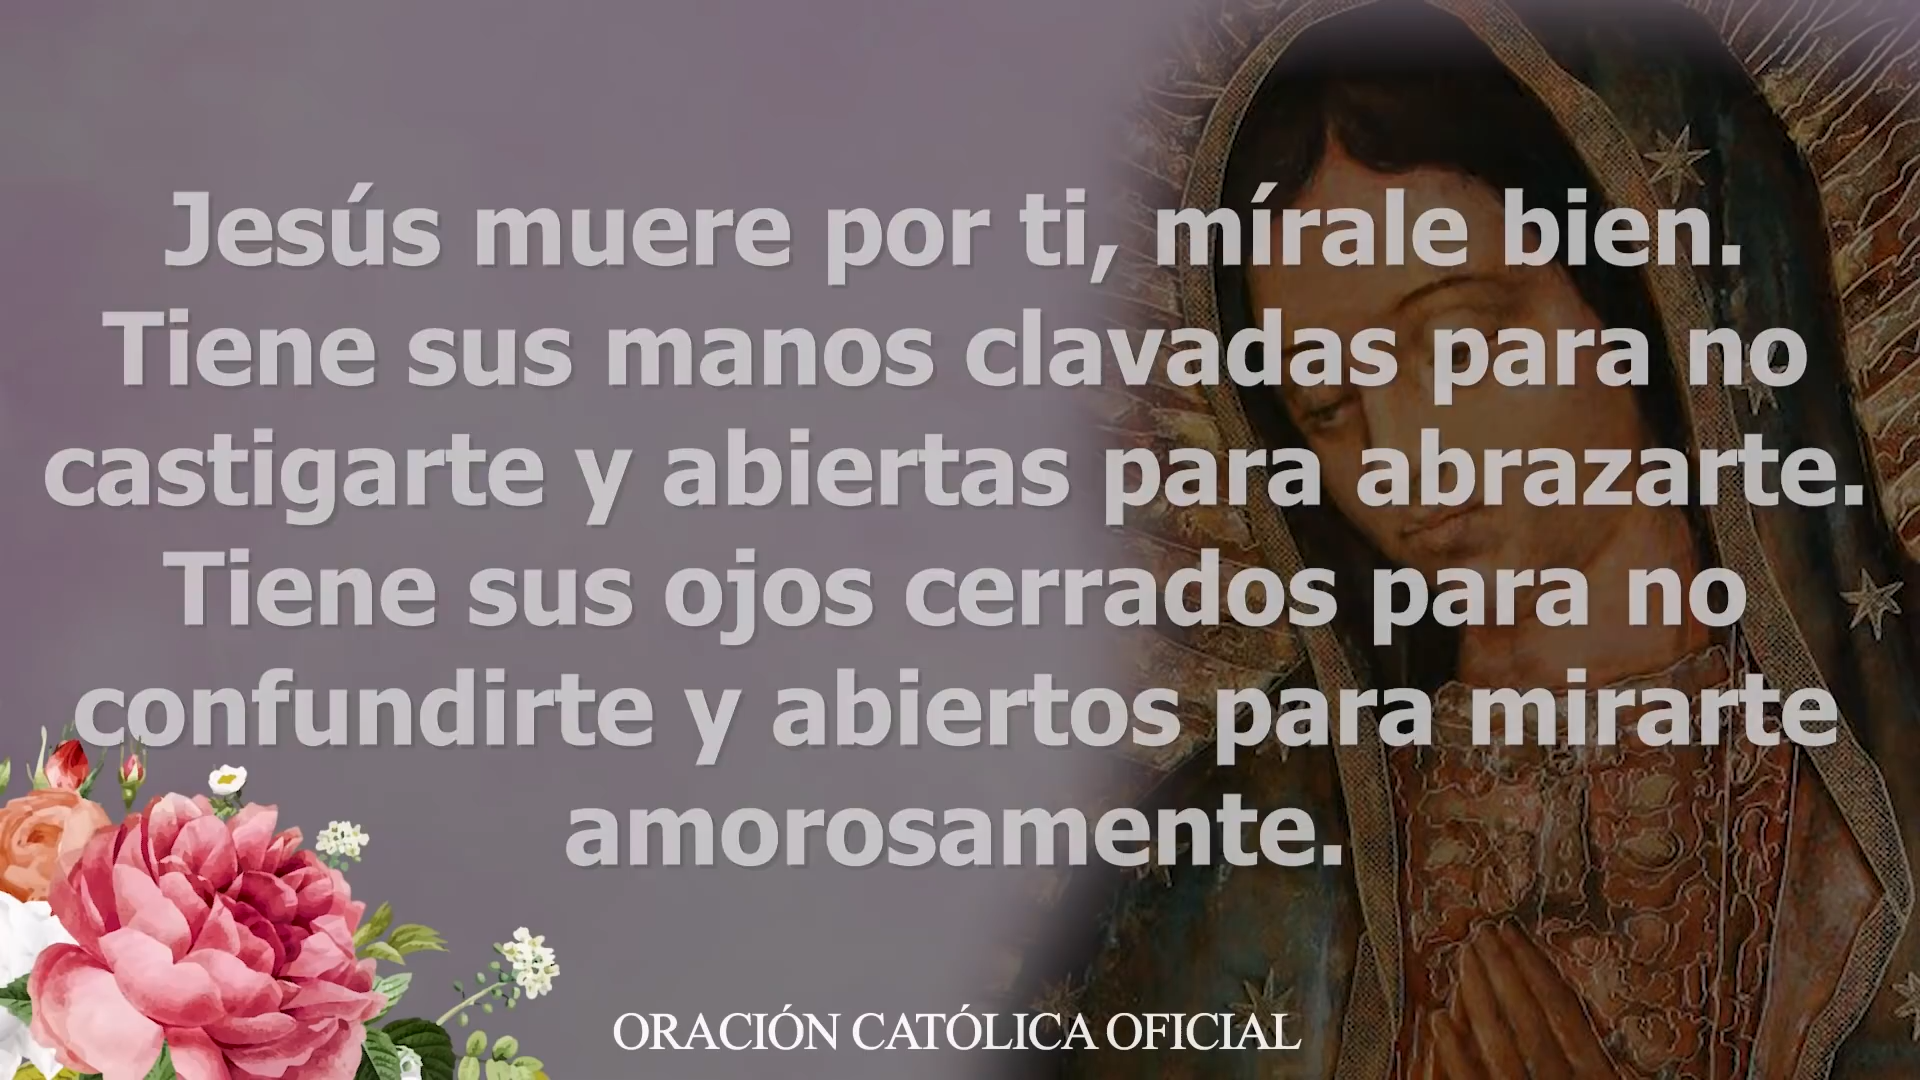 Jesús muere por ti, mírale bien.
Tiene sus manos clavadas para no
castigarte y abiertas para abrazarte.
Tiene sus ojos cerrados para no
confundirte y abiertos para mirarte
amorosamente.
ORACIÓN CATÓLICA OFICIAL